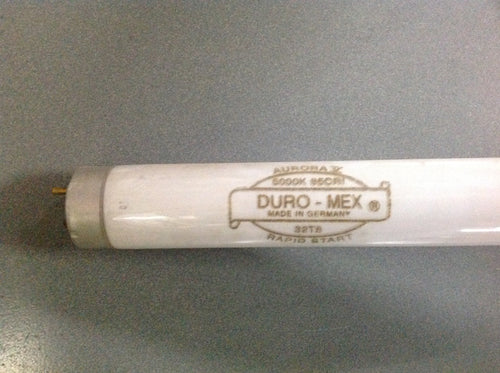 AURORA V
5000K 95CRI
DURO - MEX ®
MADE IN GERMANY
32T8
RAPID START